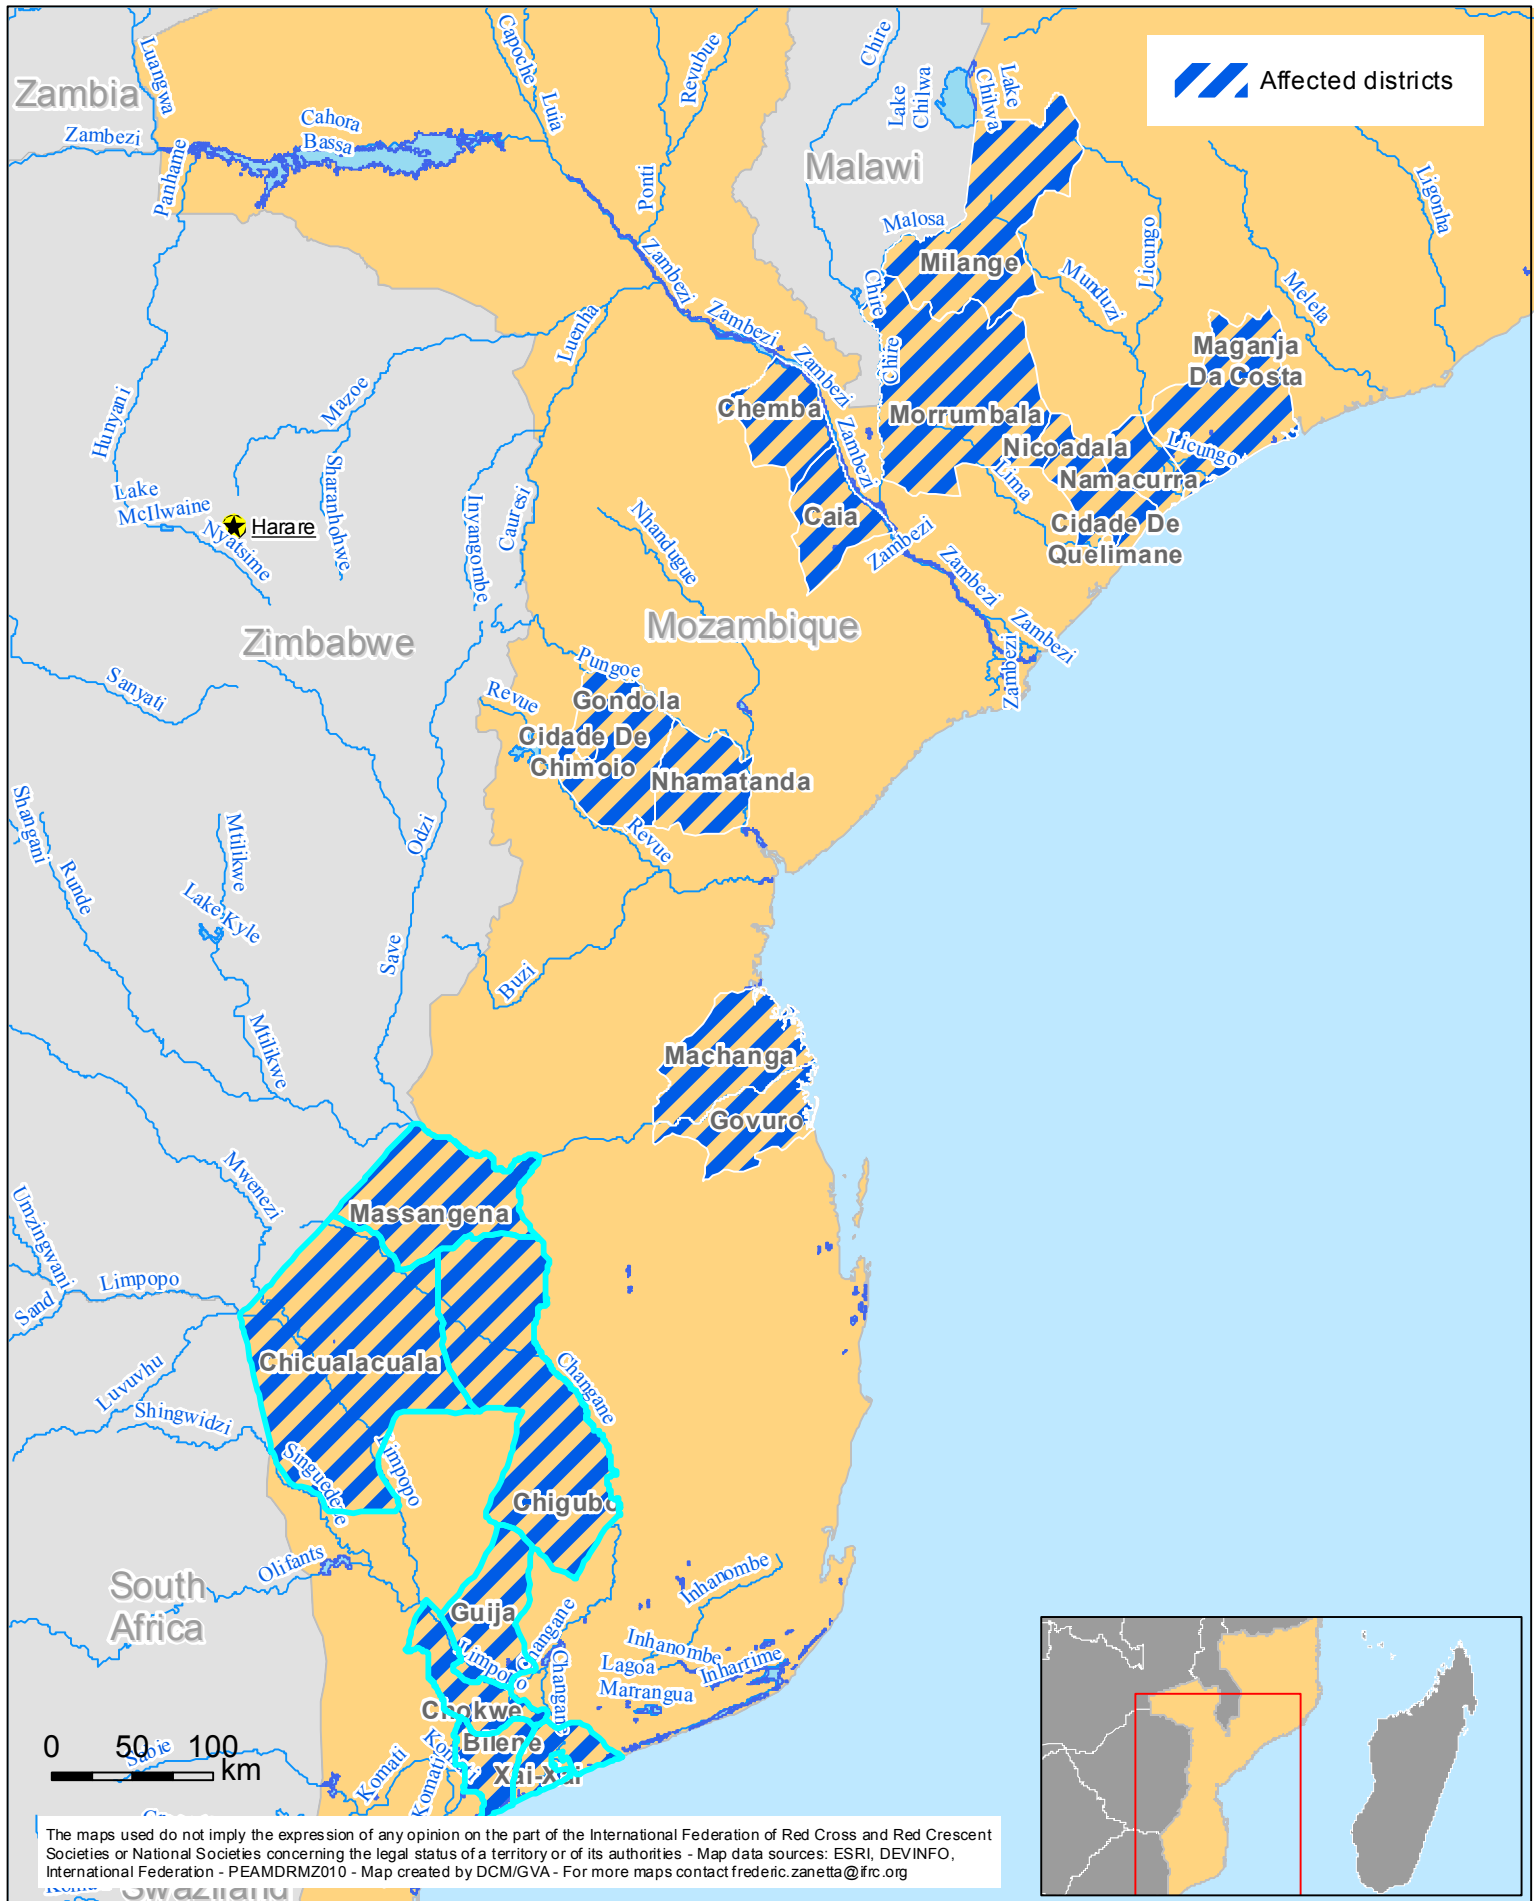 Affected districts
Zambia
Luangwa
Zambezi
Panhame
Cahora
Bassa
Capoche
Luia
Revubue
Ponti
Chire
Lake
Chilwa
Lake
Chilwa
Malawi
Malosa
Milange
Chire
Chire
Munduzi
Licungo
Melela
Ligonha
Maganja
Da Costa
Zambezi
Zambezi
Zambezi
Zambezi
Luenha
Mazoe
Hunyani
Chemba
Morrumbala
Nicoadala
Licungo
Namacurra
Lima
Cidade De
Quelimane
Caia
Zambezi
Zambezi
Zambezi
Zambezi
Lake
McIlwaine
Harare
Nyatsime
Sharanhohwe
Inyangombe
Cauresi
Nhandugue
Mozambique
Zimbabwe
Sanyati
Pungoe
Revue
Gondola
Cidade De
Chimoio
Nhamatanda
Revue
Odzi
Shangani
Runde
Mtilikwe
Lake Kyle
Save
Buzi
Mtilikwe
Machanga
Govuro
Mwenezi
Umzingwani
Massangena
Limpopo
Sand
Chicualacuala
Luvuvhu
Shingwidzi
Changane
Limpopo
Chigubo
Olifants
South
Africa
Guija
Changane
Limpopo
Changan
Inhanombe
Inhanombe
Inharrime
Lagoa
Marrangua
Chokwe
Bilene
Xai-Xai
Sabie
Komati
Komati
0 50 100
km
The maps used do not imply the expression of any opinion on the part of the International Federation of Red Cross and Red Crescent
Societies or National Societies concerning the legal status of a territory or of its authorities - Map data sources: ESRI, DEVINFO,
International Federation - PEAMDRMZ010 - Map created by DCM/GVA - For more maps contact frederic.zanetta@ifrc.org
Swaziland